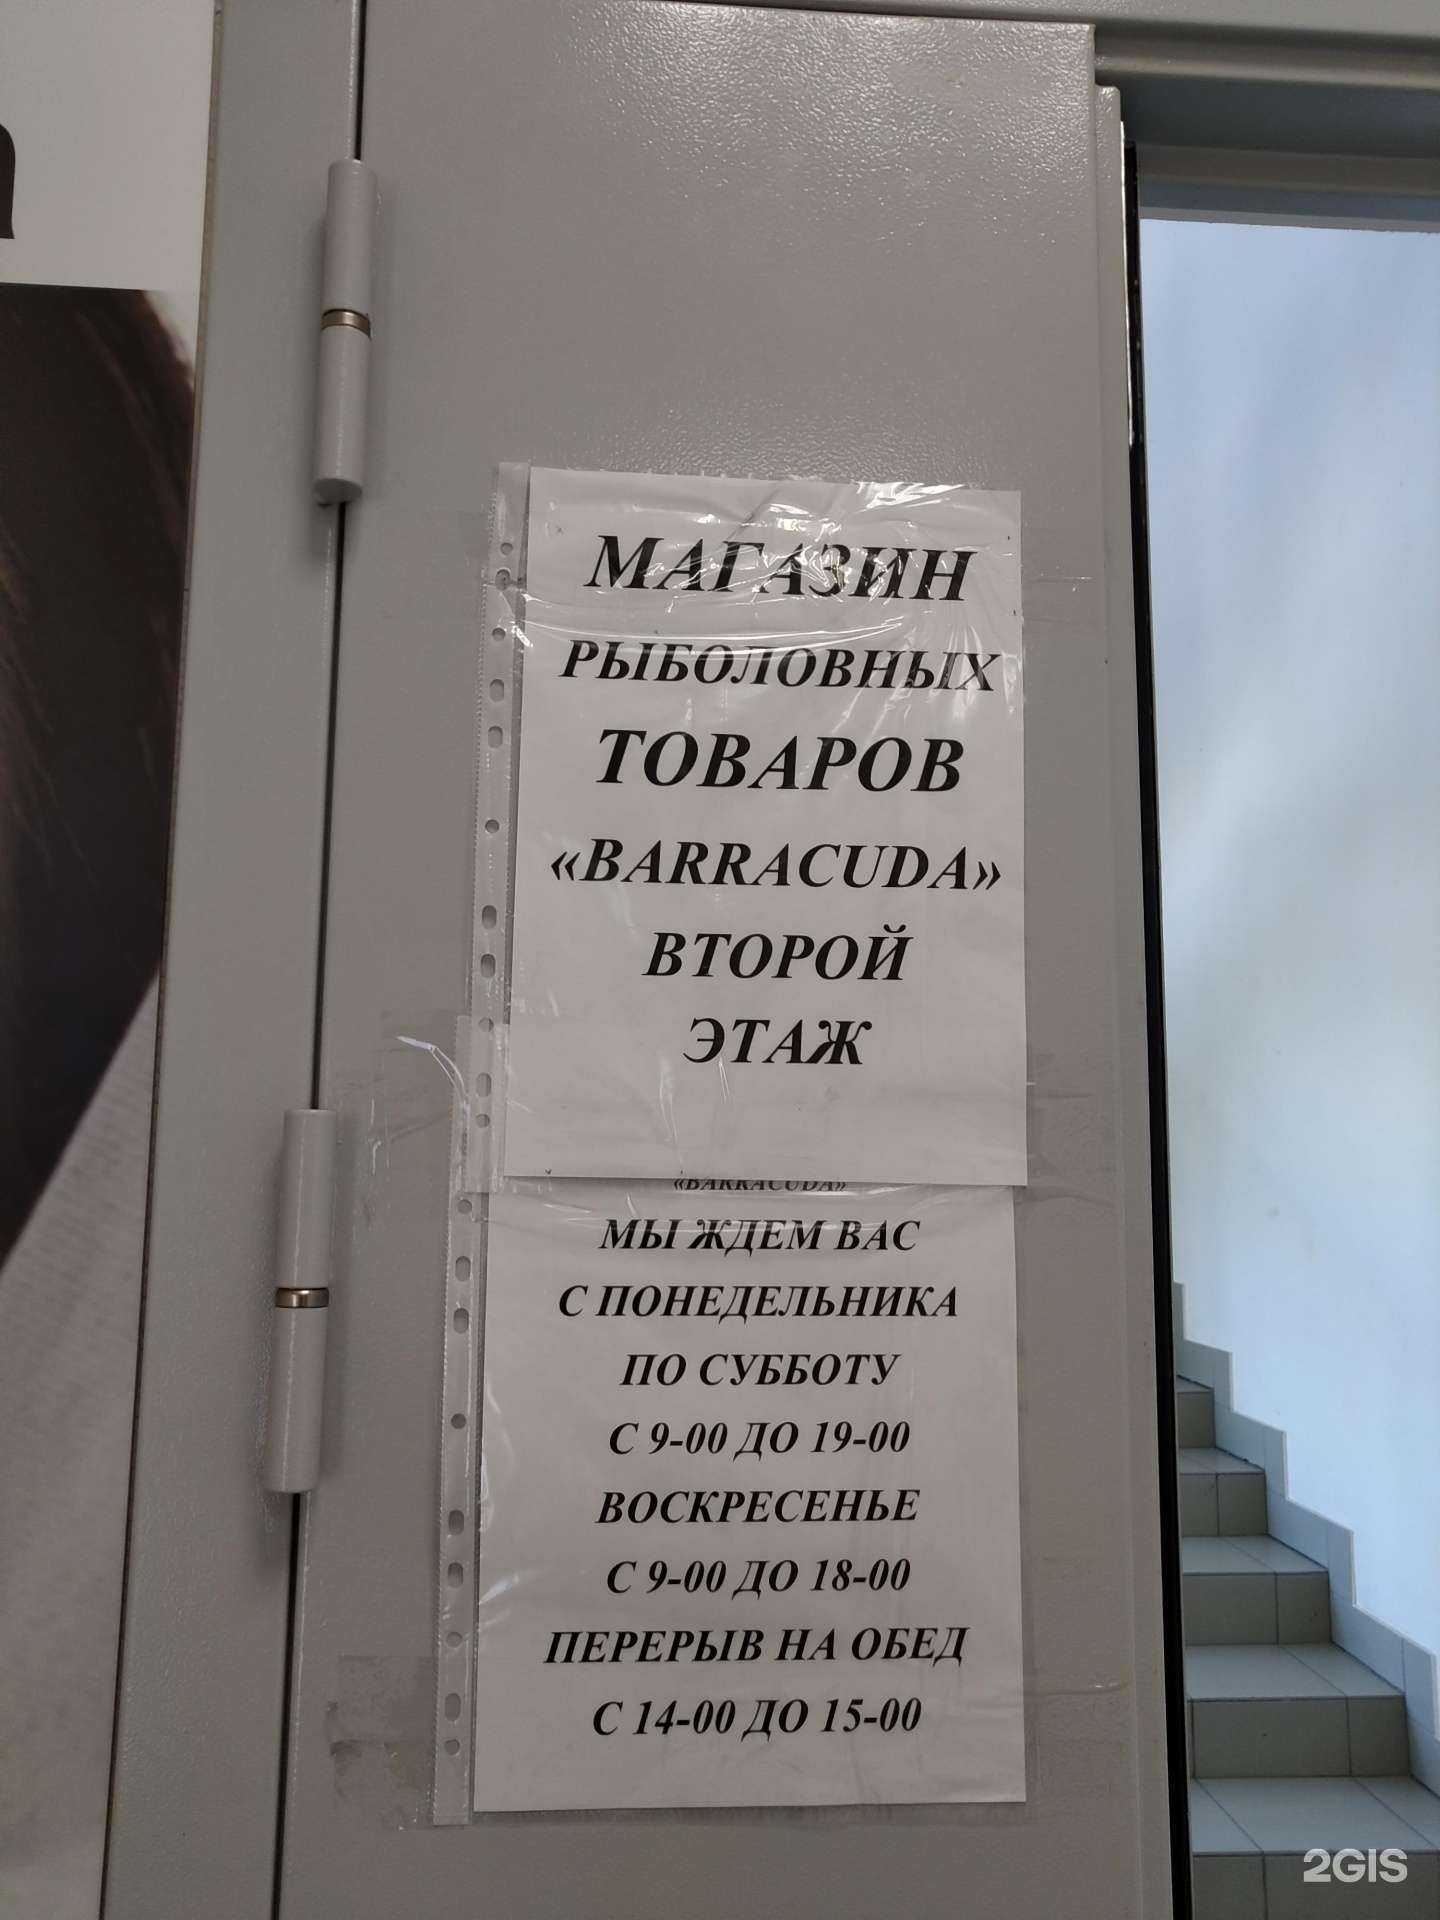 МАГАЗИН
РЫБОЛОВНЫХ
ТОВАРОВ
«BARRACUDA»
ВТОРОЙ
ЭТАЖ
«BARRACUDA»
МЫ ЖДЕМ ВАС
С ПОНЕДЕЛЬНИКА
ПО СУББОТУ
С 9-00 ДО 19-00
ВОСКРЕСЕНЬЕ
С 9-00 ДО 18-00
ПЕРЕРЫВ НА ОБЕД
С 14-00 ДО 15-00
2GIS